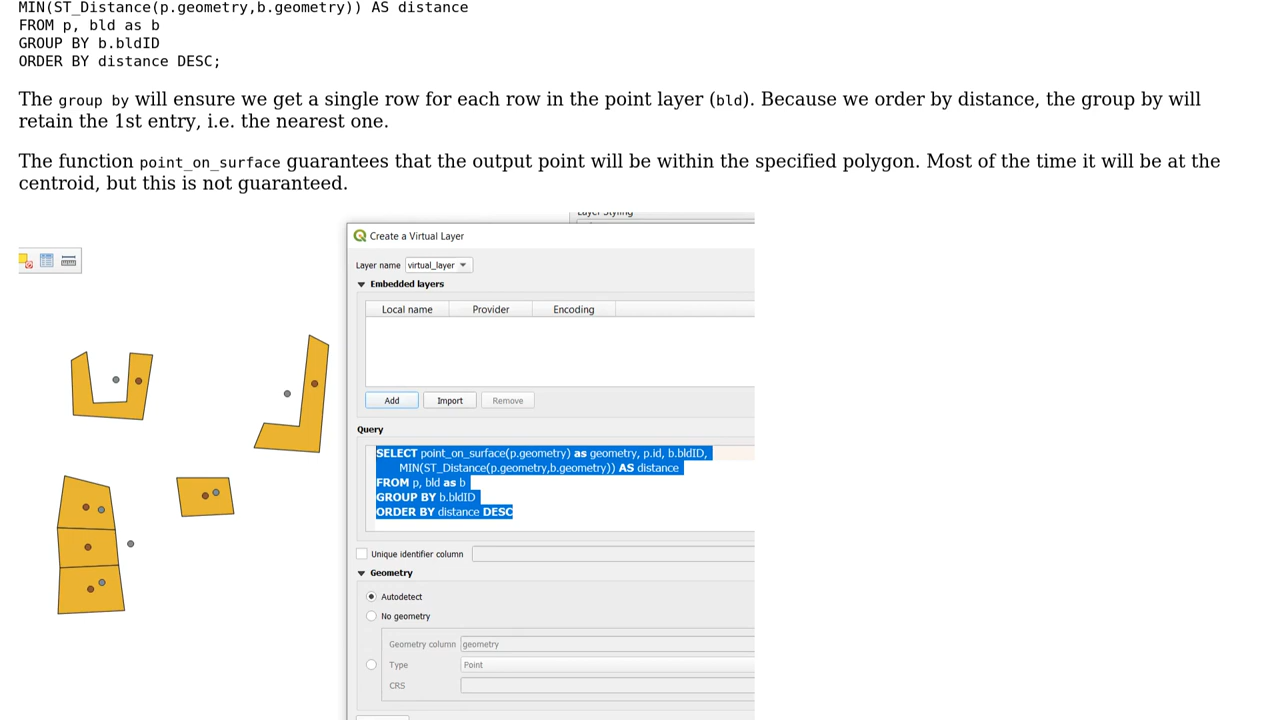 MIN(ST_Distance(p.geometry,b.geometry)) AS distance
FROM p, bld as b
GROUP BY b.bldID
ORDER BY distance DESC;
The group by will ensure we get a single row for each row in the point layer (bld). Because we order by distance, the group by will
retain the 1st entry, i.e. the nearest one.
The function point_on_surface guarantees that the output point will be within the specified polygon. Most of the time it will be at the
centroid, but this is not guaranteed.
Layer Styling
Create a Virtual Layer
Layer name virtual_layer
Embedded layers
Local name Provider Encoding
Add Import Remove
Query
SELECT point_on_surface(p.geometry) as geometry, p.id, b.bldID,
MIN(ST_Distance(p.geometry,b.geometry)) AS distance
FROM p, bld as b
GROUP BY b.bldID
ORDER BY distance DESC
Unique identifier column
Geometry
Autodetect
No geometry
Geometry column geometry
Type Point
CRS